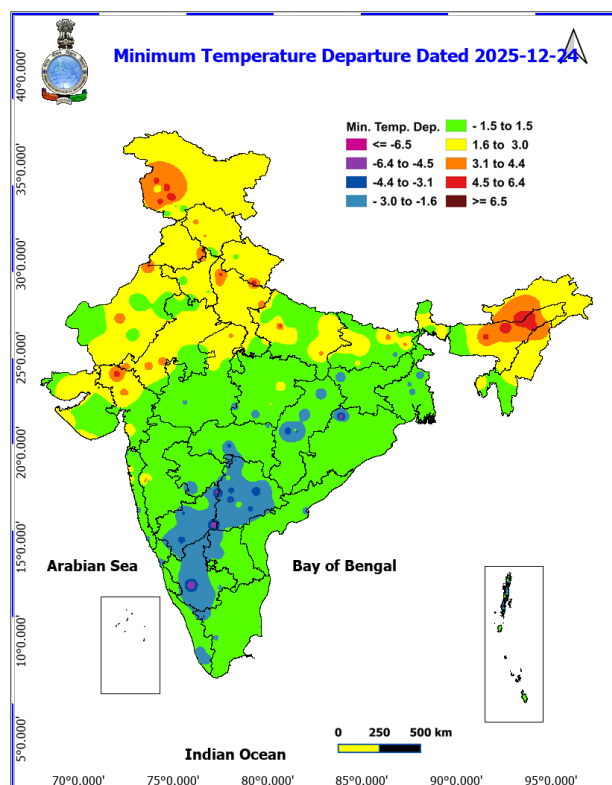 Minimum Temperature Departure Dated 2025-12-24
Min. Temp. Dep.
<= -6.5
-6.4 to -4.5
-4.4 to -3.1
- 3.0 to -1.6
- 1.5 to 1.5
1.6 to 3.0
3.1 to 4.4
4.5 to 6.4
>= 6.5
40°0.000'
35°0.000'
30°0.000'
25°0.000'
20°0.000'
15°0.000'
10°0.000'
5°0.000'
Arabian Sea
Bay of Bengal
0 250 500 km
Indian Ocean
70°0.000' 75°0.000' 80°0.000' 85°0.000' 90°0.000' 95°0.000'